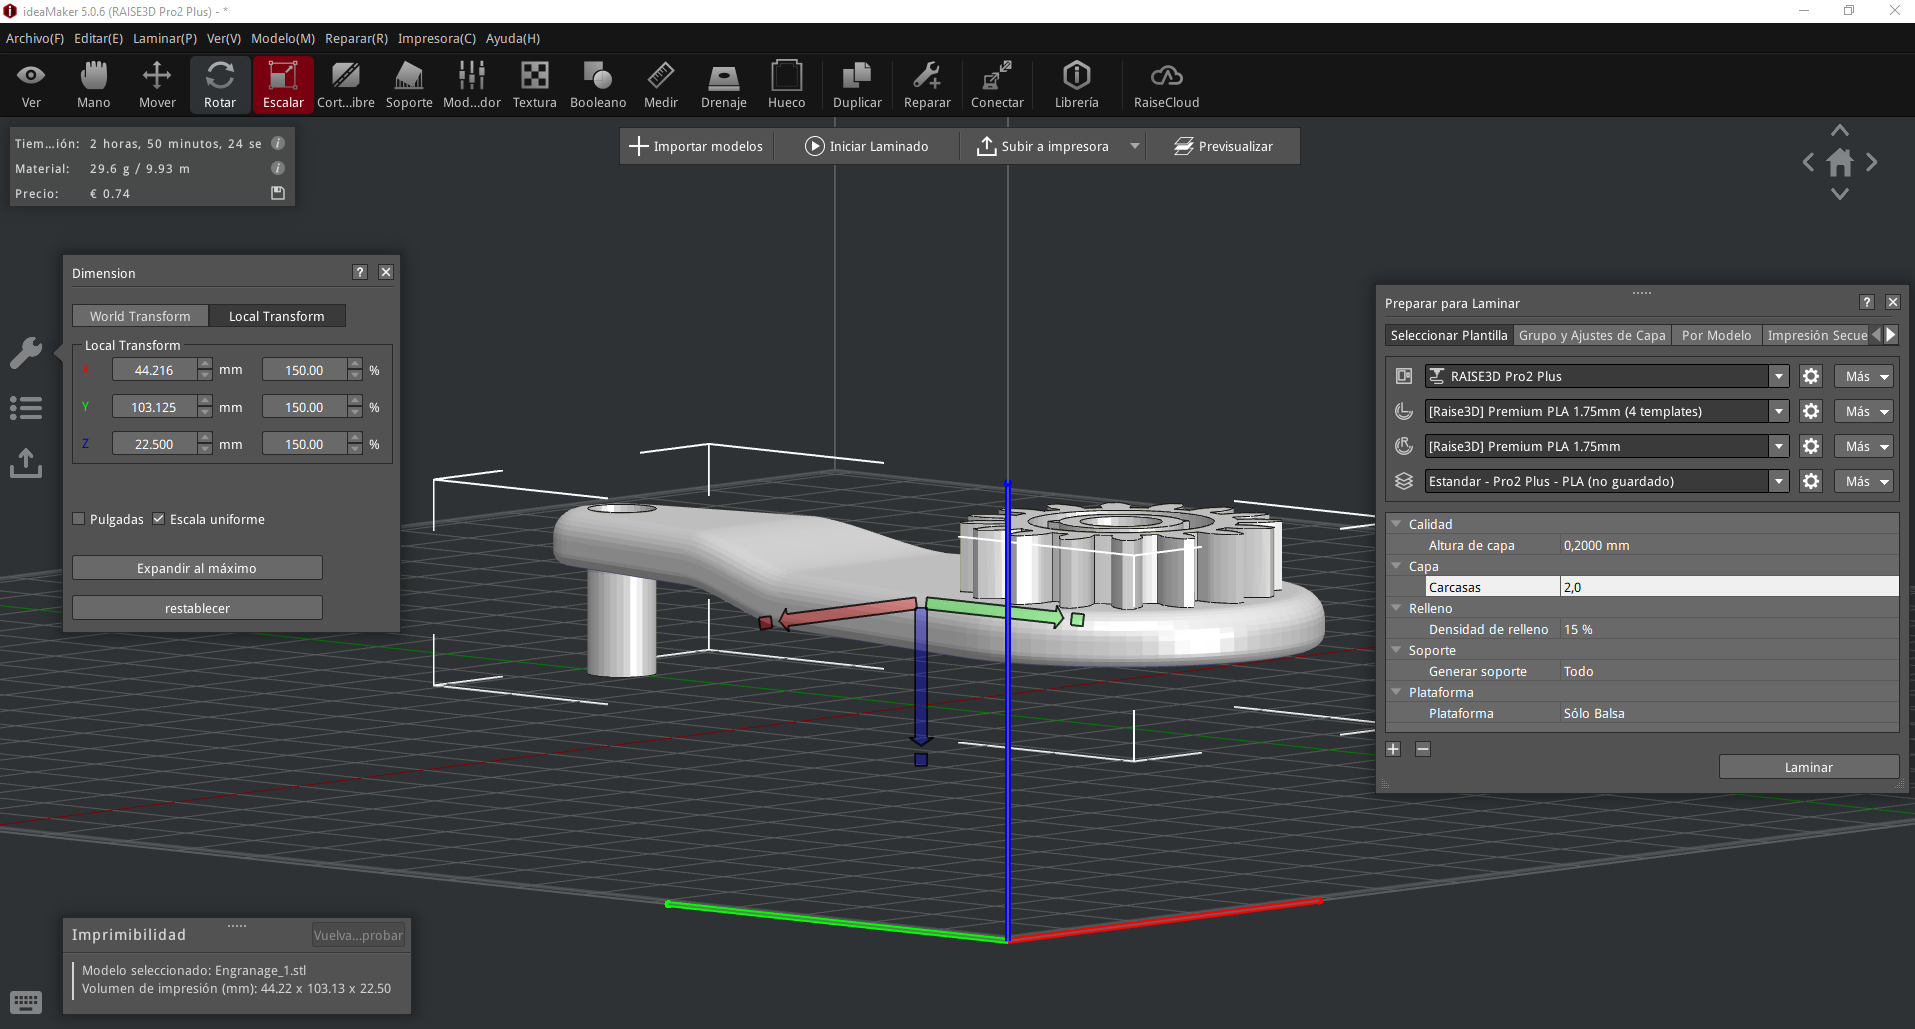 ideaMaker 5.0.6 (RAISE3D Pro2 Plus) - *
Archivo(F) Editar(E) Laminar(P) Ver(V) Modelo(M) Reparar(R) Impresora(C) Ayuda(H)
Ver Mano Mover Rotar Escalar Cort...ibre Soporte Mod...dor Textura Booleano Medir Drenaje Hueco Duplicar Reparar Conectar Librería RaiseCloud
Tiem...ión: 2 horas, 50 minutos, 24 se
Material: 29.6 g / 9.93 m
Precio: € 0.74
Importar modelos Iniciar Laminado Subir a impresora Previsualizar
Dimension ?
World Transform Local Transform
Local Transform
X 44.216 mm 150.00 %
Y 103.125 mm 150.00 %
Z 22.500 mm 150.00 %
Pulgadas Escala uniforme
Expandir al máximo
restablecer
Preparar para Laminar ?
Seleccionar Plantilla Grupo y Ajustes de Capa Por Modelo Impresión Secue
RAISE3D Pro2 Plus Más
L [Raise3D] Premium PLA 1.75mm (4 templates) Más
R [Raise3D] Premium PLA 1.75mm Más
Estandar - Pro2 Plus - PLA (no guardado) Más
Calidad
Altura de capa 0,2000 mm
Capa
Carcasas 2,0
Relleno
Densidad de relleno 15 %
Soporte
Generar soporte Todo
Plataforma
Plataforma Sólo Balsa
Laminar
Imprimibilidad Vuelva...probar
Modelo seleccionado: Engranage_1.stl
Volumen de impresión (mm): 44.22 x 103.13 x 22.50